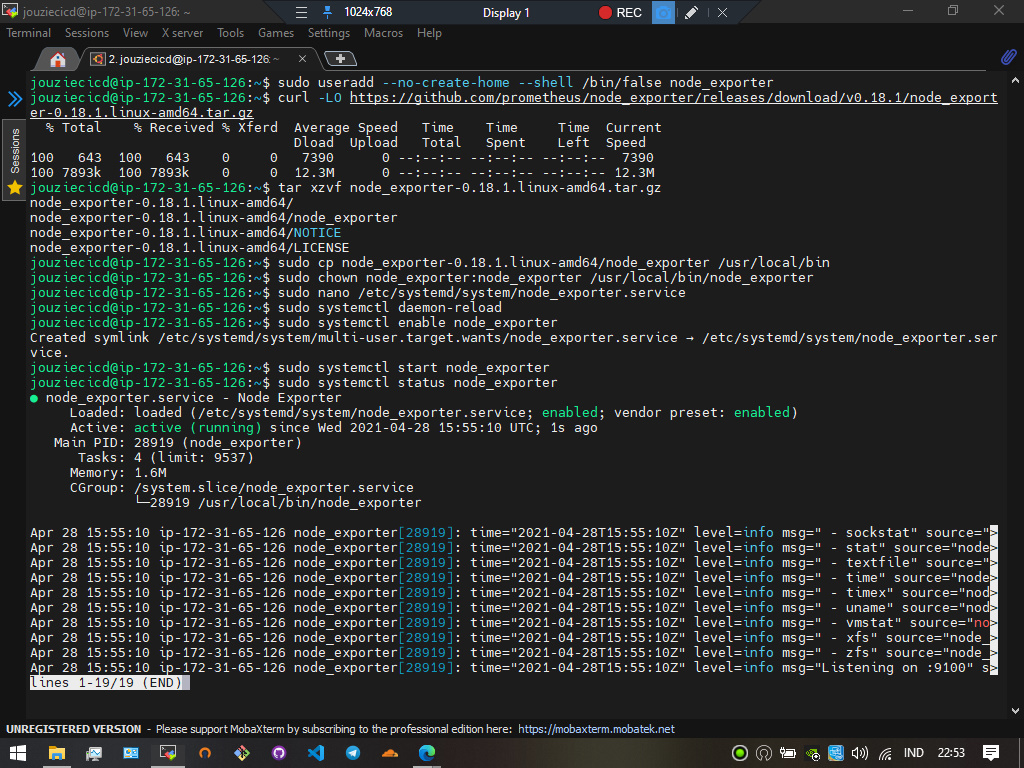 jouziecicd@ip-172-31-65-126: ~
1024x768
Display 1
REC
Terminal Sessions View X server Tools Games Settings Macros Help
2. jouziecicd@ip-172-31-65-126: ~
Sessions
jouziecicd@ip-172-31-65-126:~$ sudo useradd --no-create-home --shell /bin/false node_exporter
jouziecicd@ip-172-31-65-126:~$ curl -LO https://github.com/prometheus/node_exporter/releases/download/v0.18.1/node_export
er-0.18.1.linux-amd64.tar.gz
  % Total    % Received % Xferd  Average Speed   Time    Time     Time  Current
                                 Dload  Upload   Total   Spent    Left  Speed
100   643  100   643    0     0   7390      0 --:--:-- --:--:-- --:--:--  7390
100 7893k  100 7893k    0     0  12.3M      0 --:--:-- --:--:-- --:--:-- 12.3M
jouziecicd@ip-172-31-65-126:~$ tar xzvf node_exporter-0.18.1.linux-amd64.tar.gz
node_exporter-0.18.1.linux-amd64/
node_exporter-0.18.1.linux-amd64/node_exporter
node_exporter-0.18.1.linux-amd64/NOTICE
node_exporter-0.18.1.linux-amd64/LICENSE
jouziecicd@ip-172-31-65-126:~$ sudo cp node_exporter-0.18.1.linux-amd64/node_exporter /usr/local/bin
jouziecicd@ip-172-31-65-126:~$ sudo chown node_exporter:node_exporter /usr/local/bin/node_exporter
jouziecicd@ip-172-31-65-126:~$ sudo nano /etc/systemd/system/node_exporter.service
jouziecicd@ip-172-31-65-126:~$ sudo systemctl daemon-reload
jouziecicd@ip-172-31-65-126:~$ sudo systemctl enable node_exporter
Created symlink /etc/systemd/system/multi-user.target.wants/node_exporter.service → /etc/systemd/system/node_exporter.ser
vice.
jouziecicd@ip-172-31-65-126:~$ sudo systemctl start node_exporter
jouziecicd@ip-172-31-65-126:~$ sudo systemctl status node_exporter
● node_exporter.service - Node Exporter
     Loaded: loaded (/etc/systemd/system/node_exporter.service; enabled; vendor preset: enabled)
     Active: active (running) since Wed 2021-04-28 15:55:10 UTC; 1s ago
   Main PID: 28919 (node_exporter)
      Tasks: 4 (limit: 9537)
     Memory: 1.6M
     CGroup: /system.slice/node_exporter.service
             └─28919 /usr/local/bin/node_exporter
Apr 28 15:55:10 ip-172-31-65-126 node_exporter[28919]: time="2021-04-28T15:55:10Z" level=info msg=" - sockstat" source=">
Apr 28 15:55:10 ip-172-31-65-126 node_exporter[28919]: time="2021-04-28T15:55:10Z" level=info msg=" - stat" source="node>
Apr 28 15:55:10 ip-172-31-65-126 node_exporter[28919]: time="2021-04-28T15:55:10Z" level=info msg=" - textfile" source=">
Apr 28 15:55:10 ip-172-31-65-126 node_exporter[28919]: time="2021-04-28T15:55:10Z" level=info msg=" - time" source="node>
Apr 28 15:55:10 ip-172-31-65-126 node_exporter[28919]: time="2021-04-28T15:55:10Z" level=info msg=" - timex" source="nod>
Apr 28 15:55:10 ip-172-31-65-126 node_exporter[28919]: time="2021-04-28T15:55:10Z" level=info msg=" - uname" source="nod>
Apr 28 15:55:10 ip-172-31-65-126 node_exporter[28919]: time="2021-04-28T15:55:10Z" level=info msg=" - vmstat" source="no>
Apr 28 15:55:10 ip-172-31-65-126 node_exporter[28919]: time="2021-04-28T15:55:10Z" level=info msg=" - xfs" source="node_>
Apr 28 15:55:10 ip-172-31-65-126 node_exporter[28919]: time="2021-04-28T15:55:10Z" level=info msg=" - zfs" source="node_>
Apr 28 15:55:10 ip-172-31-65-126 node_exporter[28919]: time="2021-04-28T15:55:10Z" level=info msg="Listening on :9100" s>
lines 1-19/19 (END)
UNREGISTERED VERSION - Please support MobaXterm by subscribing to the professional edition here: https://mobaxterm.mobatek.net
IND 22:53